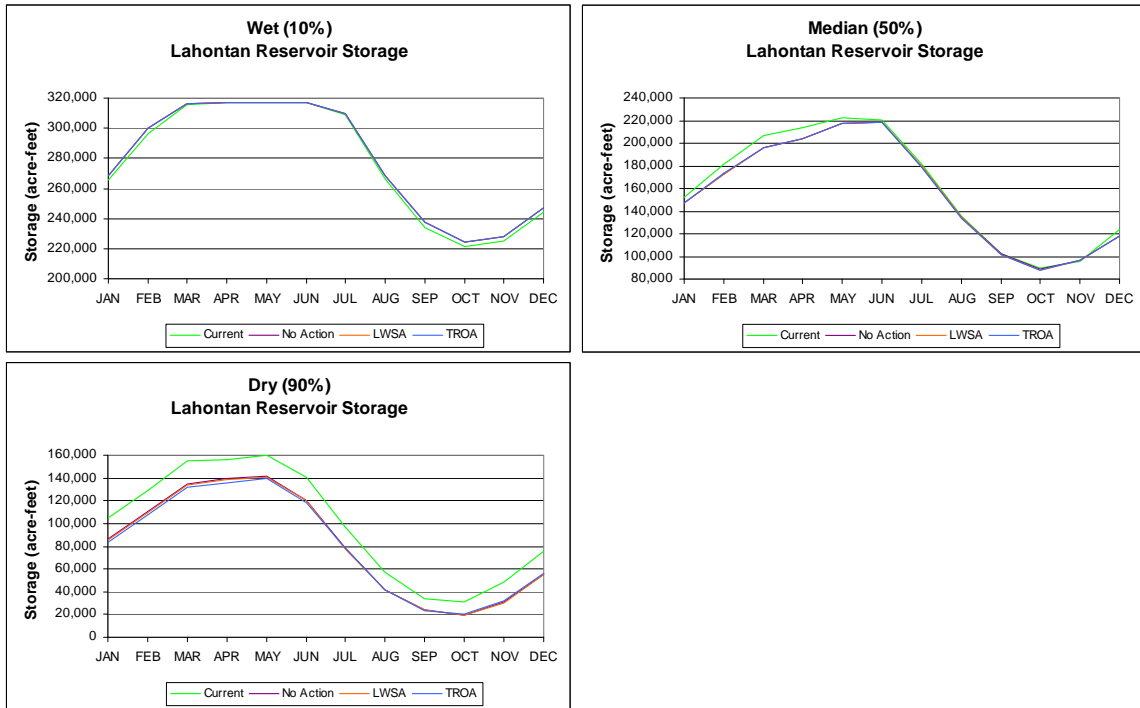 Wet (10%)
Lahontan Reservoir Storage
Storage (acre-feet)
320,000
300,000
280,000
260,000
240,000
220,000
200,000
JAN FEB MAR APR MAY JUN JUL AUG SEP OCT NOV DEC
Current No Action LWSA TROA
Median (50%)
Lahontan Reservoir Storage
Storage (acre-feet)
240,000
220,000
200,000
180,000
160,000
140,000
120,000
100,000
80,000
JAN FEB MAR APR MAY JUN JUL AUG SEP OCT NOV DEC
Current No Action LWSA TROA
Dry (90%)
Lahontan Reservoir Storage
Storage (acre-feet)
160,000
140,000
120,000
100,000
80,000
60,000
40,000
20,000
0
JAN FEB MAR APR MAY JUN JUL AUG SEP OCT NOV DEC
Current No Action LWSA TROA